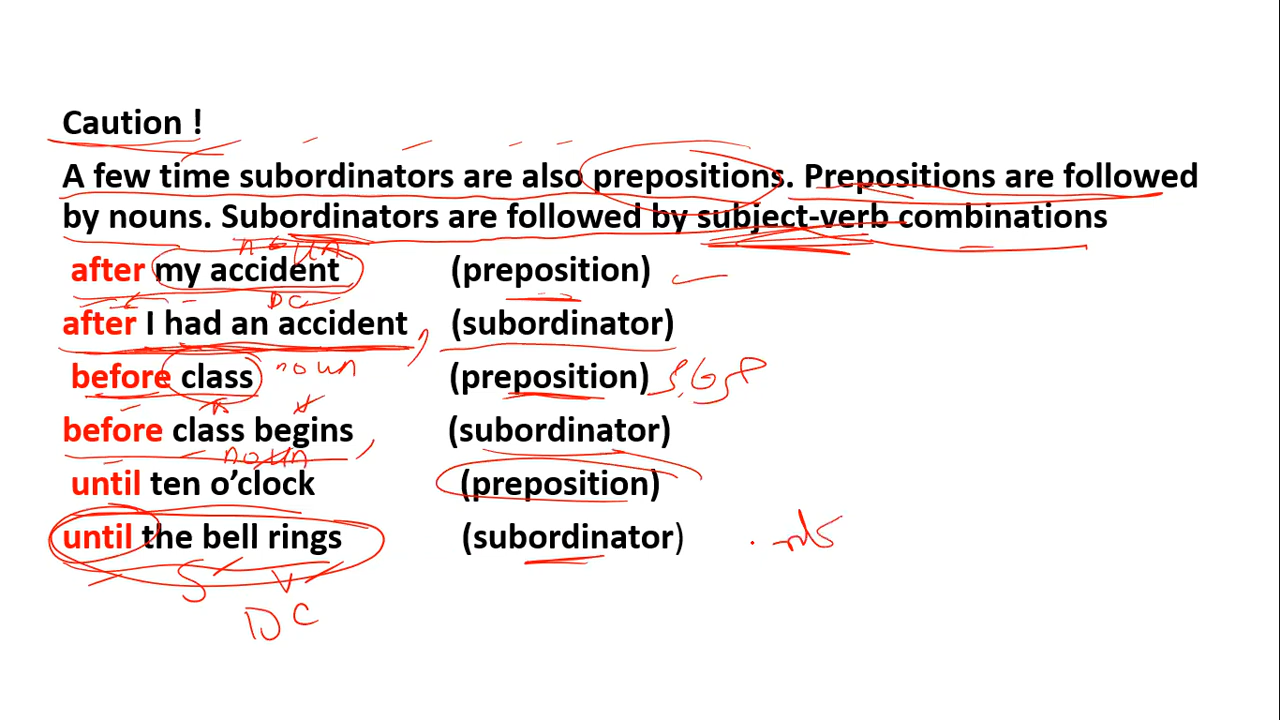 Caution !
A few time subordinators are also prepositions. Prepositions are followed
by nouns. Subordinators are followed by subject-verb combinations
noun
after my accident (preposition)
DC
after I had an accident, (subordinator)
before class noun (preposition)
before class begins, (subordinator)
noun
until ten o’clock (preposition)
until the bell rings (subordinator)
S V
DC